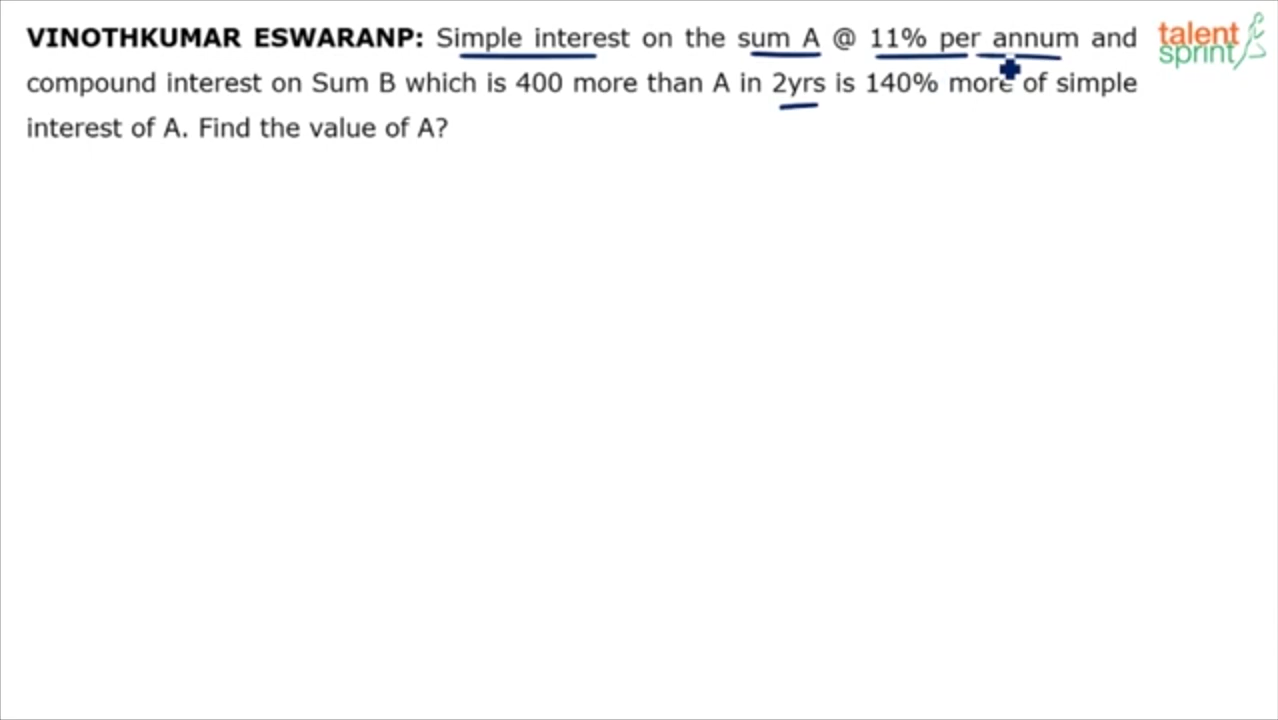 VINOTHKUMAR ESWARANP: Simple interest on the sum A @ 11% per annum and
compound interest on Sum B which is 400 more than A in 2yrs is 140% more of simple
interest of A. Find the value of A?
talent
sprint